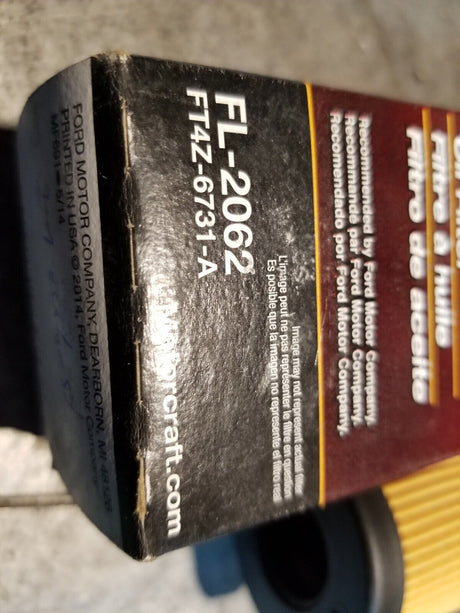 Oil Filter
Filtre à huile
Filtro de aceite
Recommended by Ford Motor Company.
Recommandé par Ford Motor Company.
Recomendado por Ford Motor Company.
Image may not represent actual filter
L'image peut ne pas représenter le filtre en question
Es posible que la imagen no represente el filtro real
FL-2062
FT4Z-6731-A
motorcraft.com
FORD MOTOR COMPANY, DEARBORN, MI 48126
PRINTED IN USA © 2014, Ford Motor Company